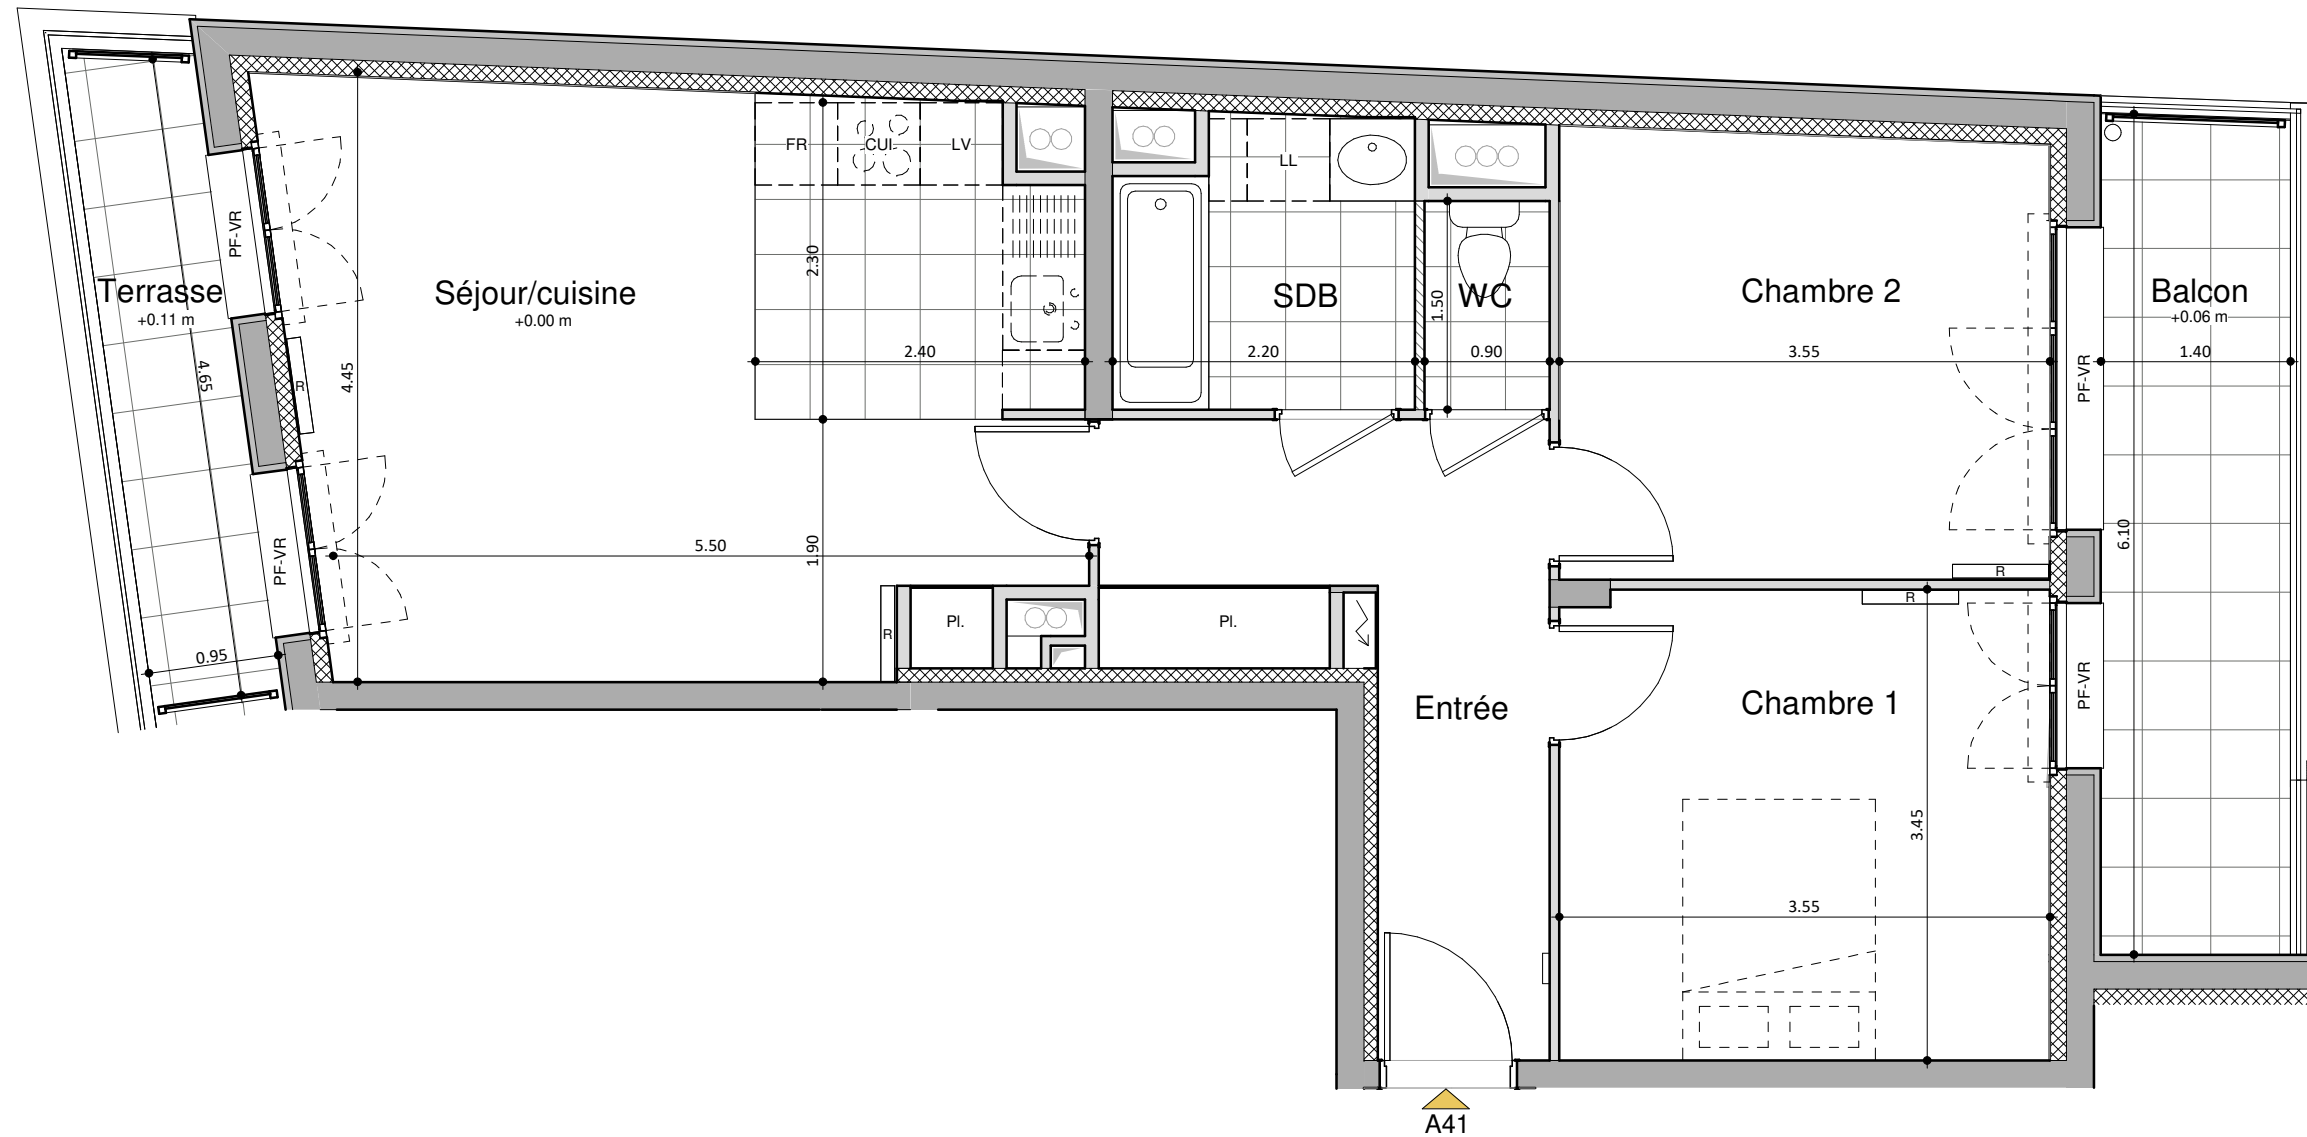 FR
CUI
LV
LL
PF-VR
2.30
Terrasse
+0.11 m
Séjour/cuisine
+0.00 m
SDB
WC
1.50
Chambre 2
Balcon
+0.06 m
4.65
R
4.45
2.40
2.20
0.90
3.55
PF-VR
1.40
PF-VR
5.50
1.90
6.10
R
R
0.95
R
Pl.
Pl.
Entrée
Chambre 1
PF-VR
3.45
3.55
A41